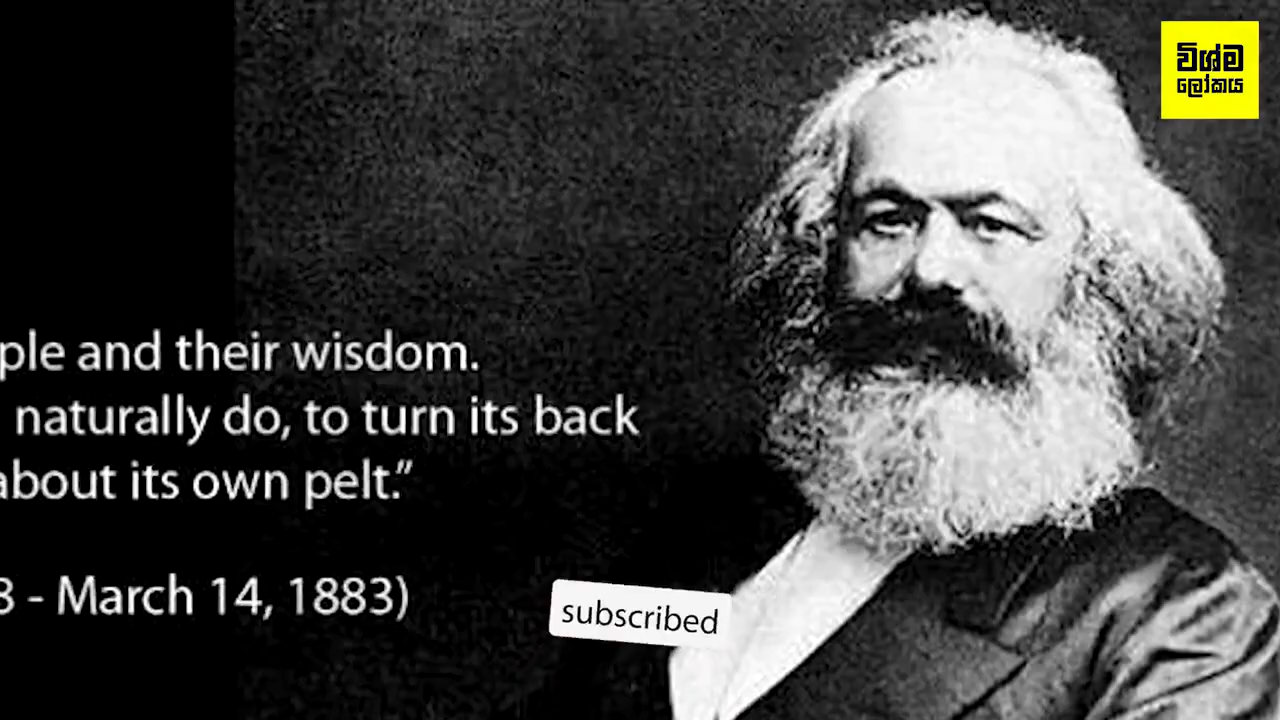 විශ්ම
ලෝකය
ple and their wisdom.
naturally do, to turn its back
about its own pelt.”
3 - March 14, 1883)
subscribed